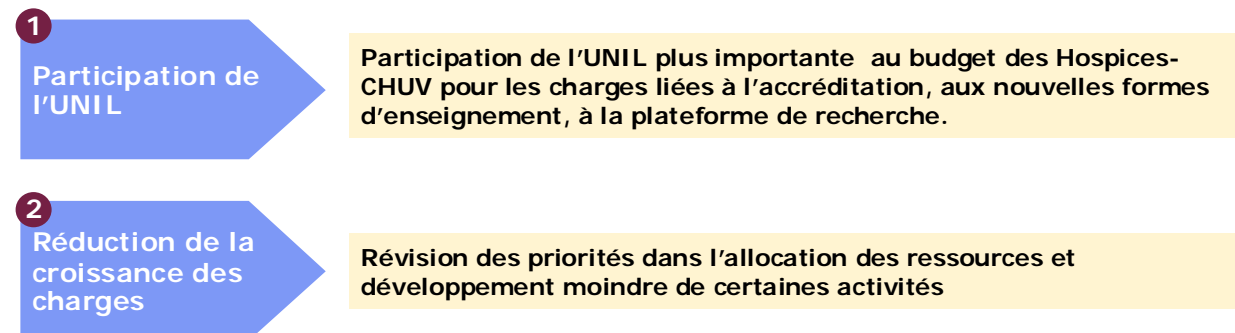 1
Participation de
l'UNIL
Participation de l'UNIL plus importante au budget des Hospices-
CHUV pour les charges liées à l'accréditation, aux nouvelles formes
d'enseignement, à la plateforme de recherche.
2
Réduction de la
croissance des
charges
Révision des priorités dans l'allocation des ressources et
développement moindre de certaines activités